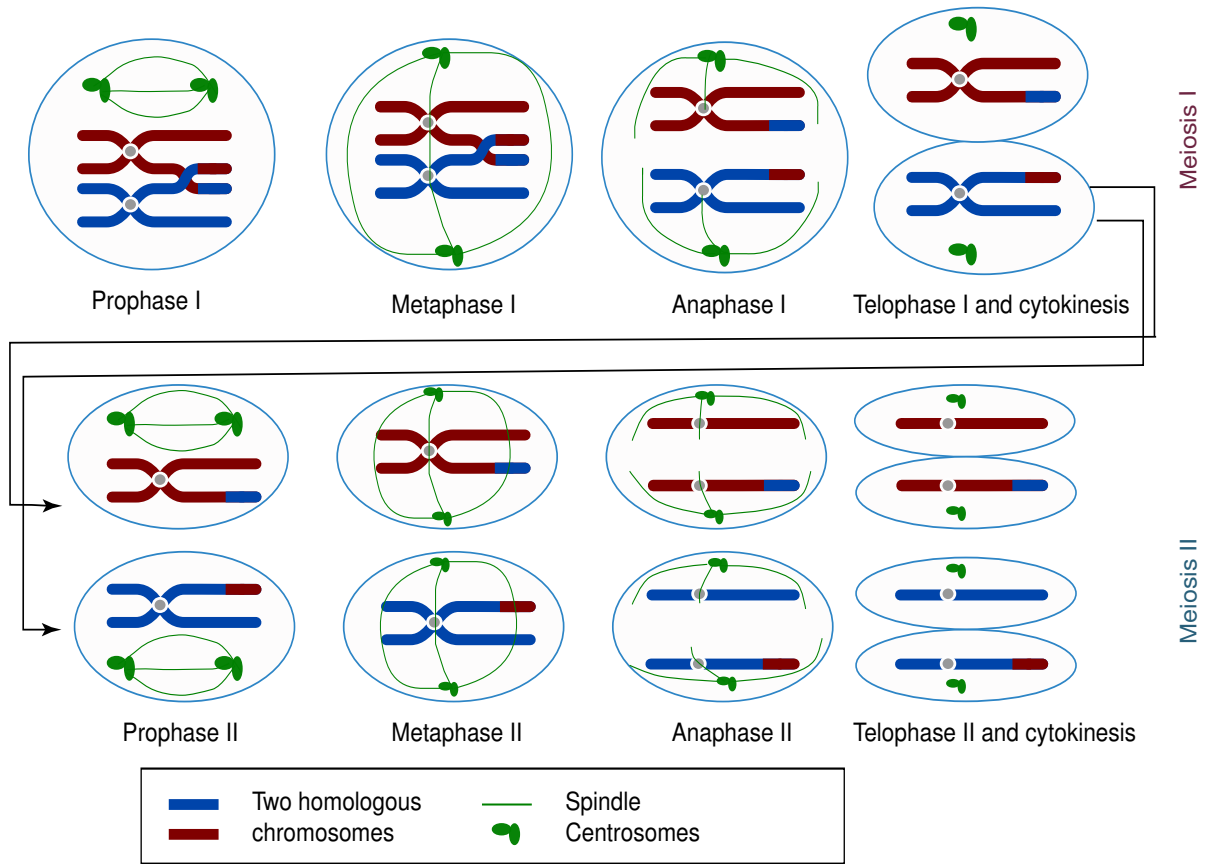 Prophase I
Metaphase I
Anaphase I
Telophase I and cytokinesis
Meiosis I
Prophase II
Metaphase II
Anaphase II
Telophase II and cytokinesis
Meiosis II
Two homologous
chromosomes
Spindle
Centrosomes